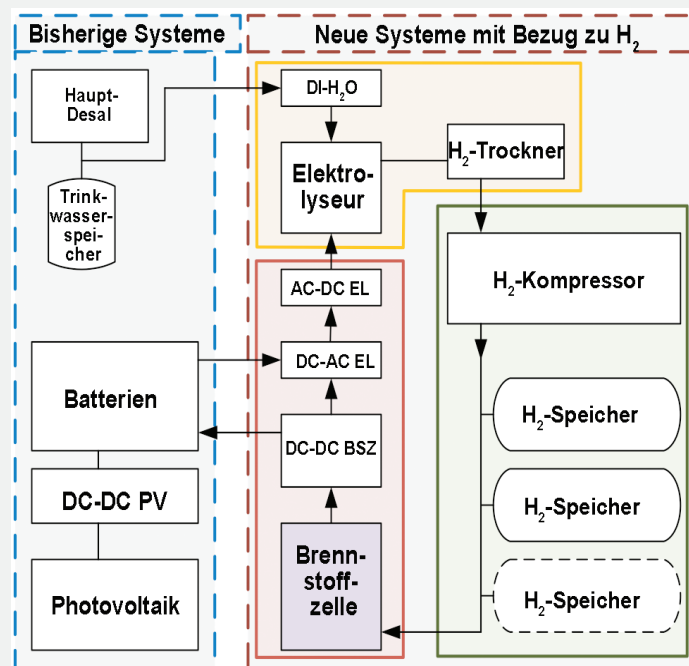 Bisherige Systeme
Neue Systeme mit Bezug zu H₂
Haupt-
Desal
Trink-
wasser-
spei-
cher
Batterien
DC-DC PV
Photovoltaik
DI-H₂O
Elektro-
lyseur
H₂-Trockner
AC-DC EL
DC-AC EL
DC-DC BSZ
Brenn-
stoff-
zelle
H₂-Kompressor
H₂-Speicher
H₂-Speicher
H₂-Speicher